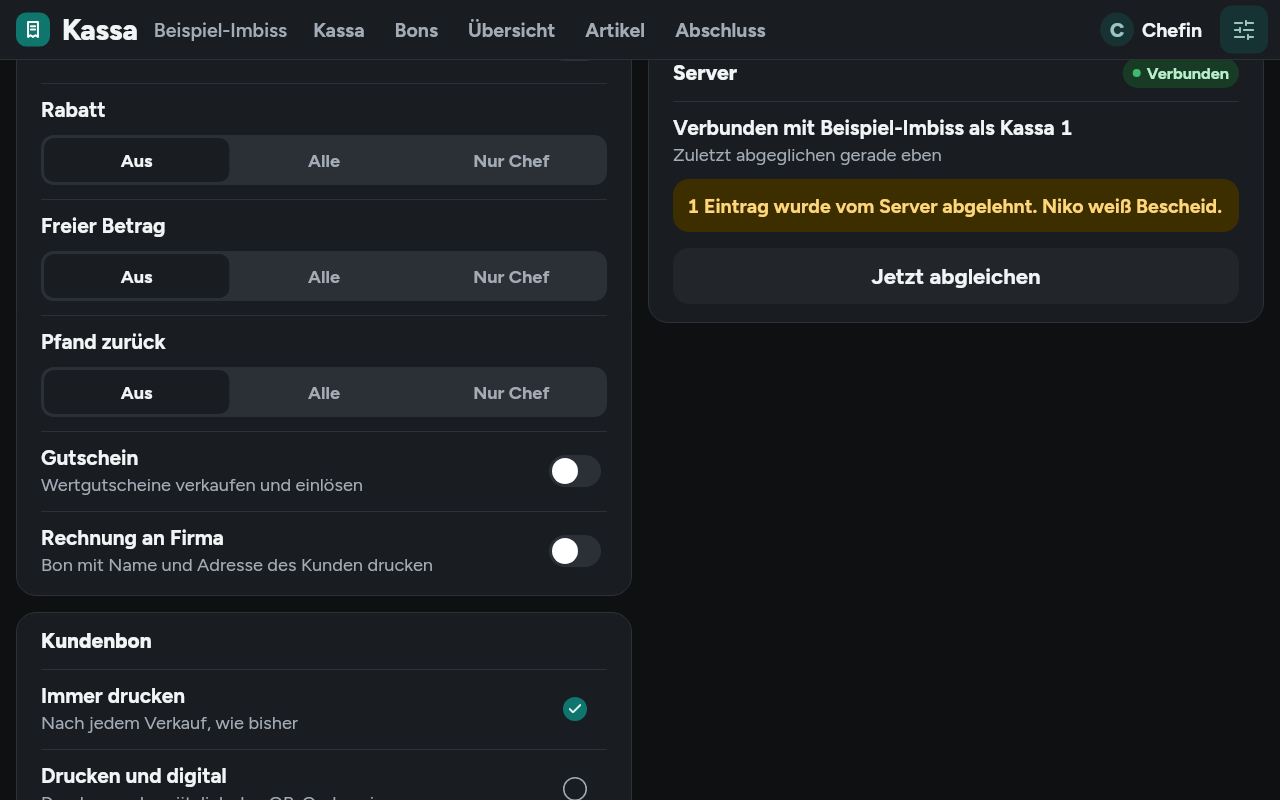 Kassa Beispiel-Imbiss Kassa Bons Übersicht Artikel Abschluss C Chefin
Rabatt
Aus Alle Nur Chef
Freier Betrag
Aus Alle Nur Chef
Pfand zurück
Aus Alle Nur Chef
Gutschein
Wertgutscheine verkaufen und einlösen
Rechnung an Firma
Bon mit Name und Adresse des Kunden drucken
Kundenbon
Immer drucken
Nach jedem Verkauf, wie bisher
Drucken und digital
Server Verbunden
Verbunden mit Beispiel-Imbiss als Kassa 1
Zuletzt abgeglichen gerade eben
1 Eintrag wurde vom Server abgelehnt. Niko weiß Bescheid.
Jetzt abgleichen